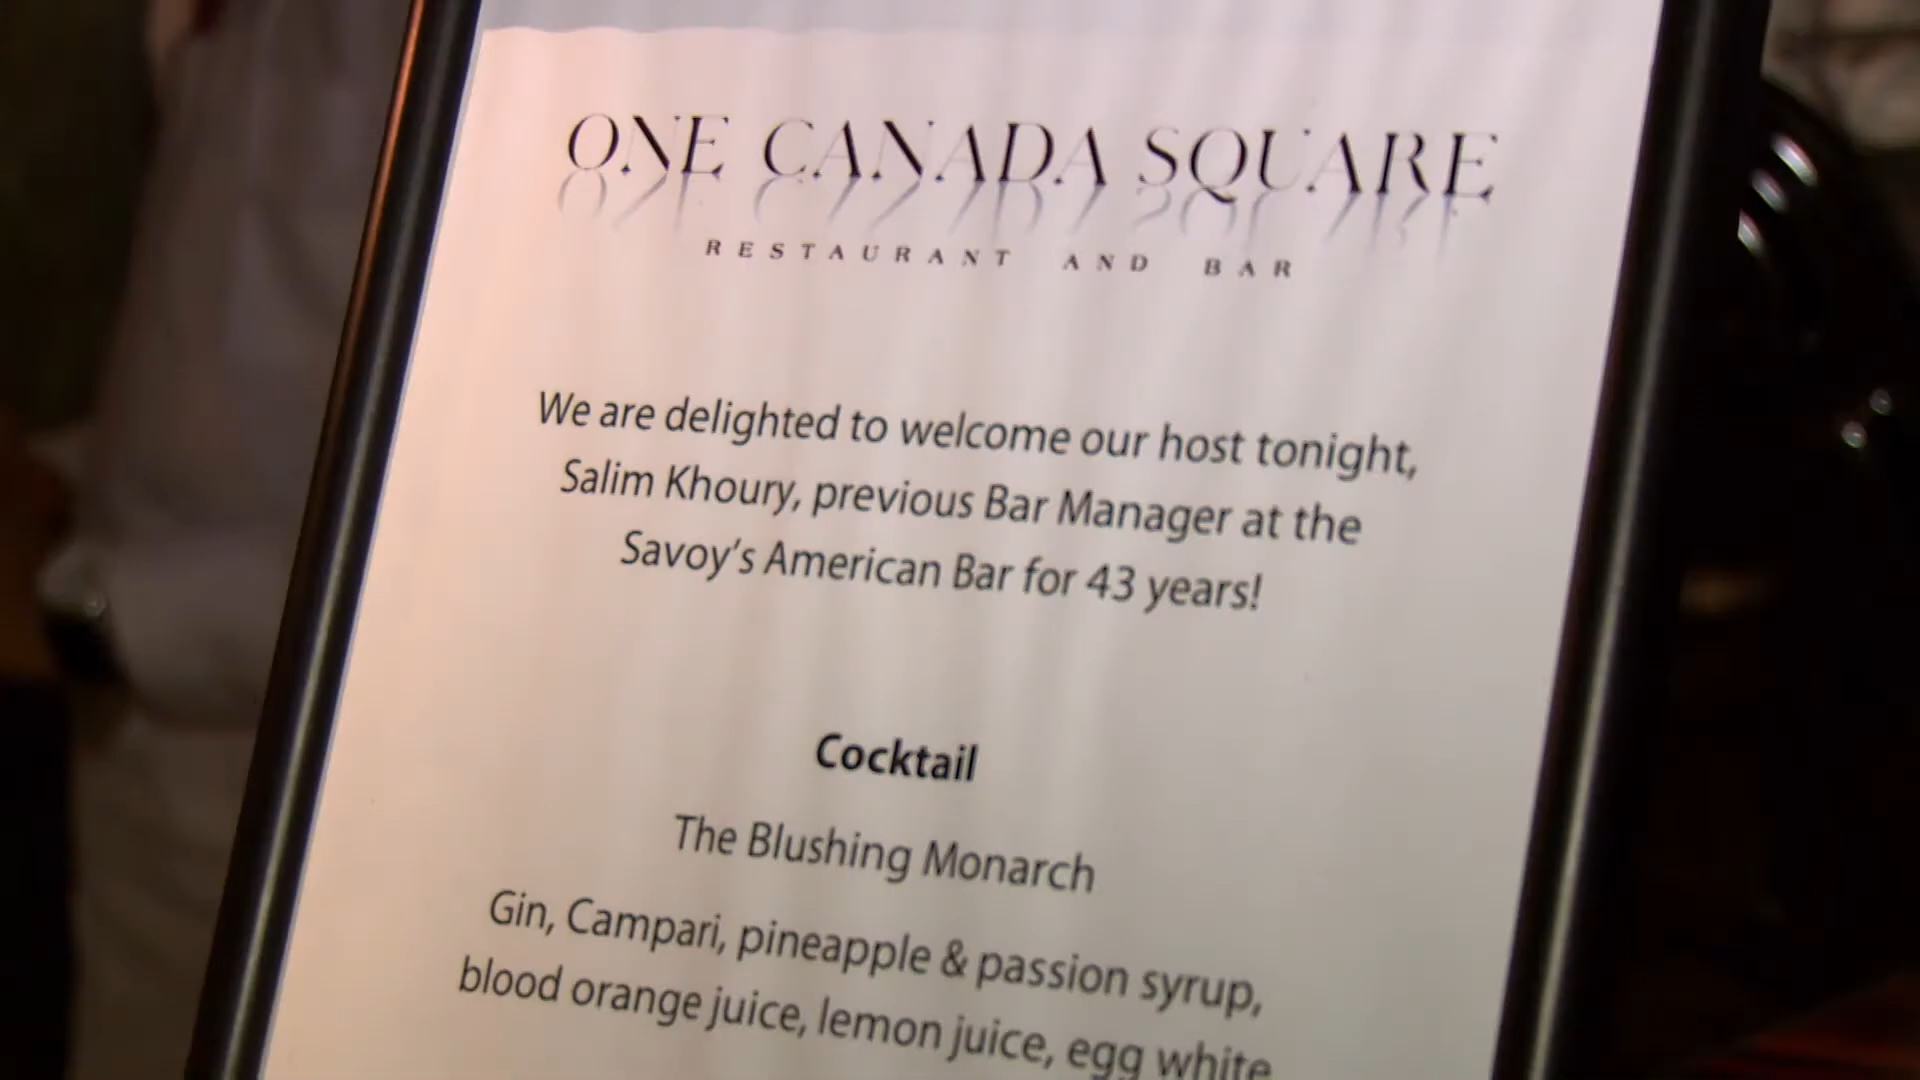 ONE CANADA SQUARE
RESTAURANT AND BAR
We are delighted to welcome our host tonight,
Salim Khoury, previous Bar Manager at the
Savoy's American Bar for 43 years!
Cocktail
The Blushing Monarch
Gin, Campari, pineapple & passion syrup,
blood orange juice, lemon juice, egg white